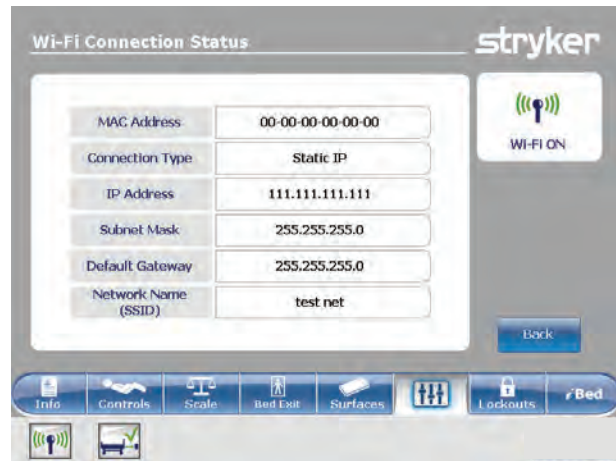 Wi-Fi Connection Status
stryker
MAC Address 00-00-00-00-00-00
Connection Type Static IP
IP Address 111.111.111.111
Subnet Mask 255.255.255.0
Default Gateway 255.255.255.0
Network Name
(SSID) test net
WI-FI ON
Back
Info Controls Scale Bed Exit Surfaces Lockouts iBed